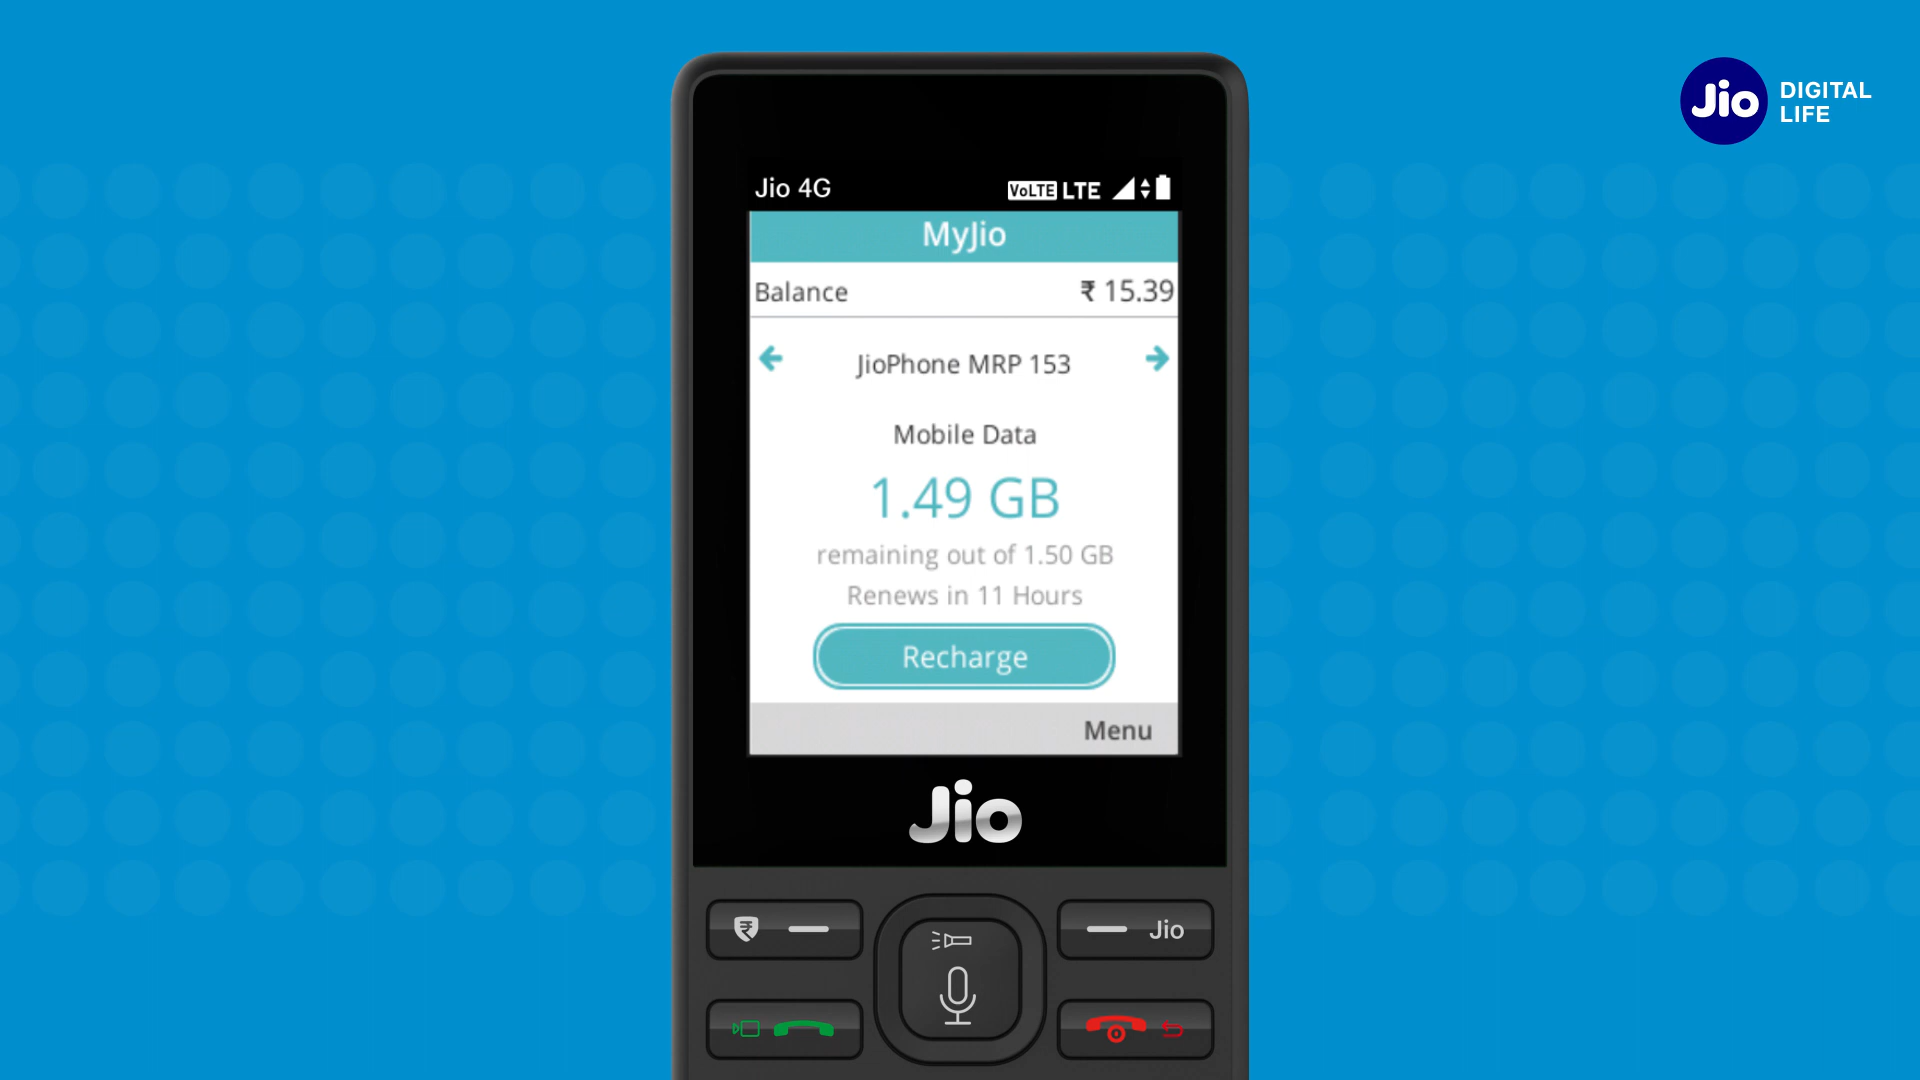 Jio DIGITAL
LIFE
Jio 4G VoLTE LTE
MyJio
Balance ₹ 15.39
JioPhone MRP 153
Mobile Data
1.49 GB
remaining out of 1.50 GB
Renews in 11 Hours
Recharge
Menu
Jio
₹ Jio